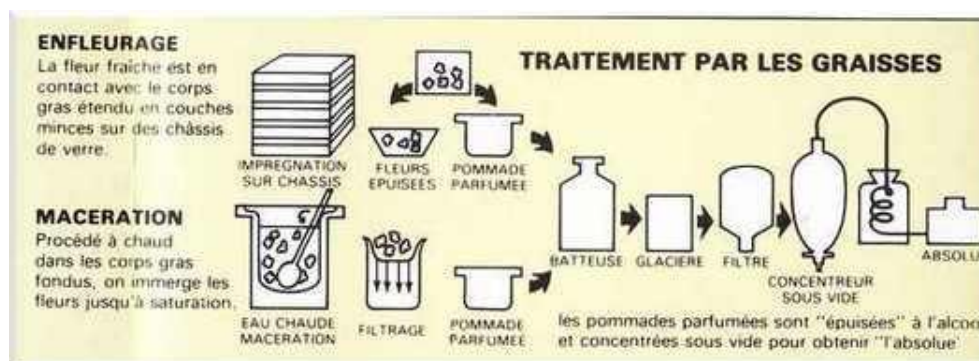 ENFLEURAGE
La fleur fraîche est en
contact avec le corps
gras étendu en couches
minces sur des châssis
de verre.
TRAITEMENT PAR LES GRAISSES
IMPREGNATION
SUR CHASSIS
FLEURS
EPUISEES
POMMADE
PARFUMEE
MACERATION
Procédé à chaud
dans les corps gras
fondus, on immerge les
fleurs jusqu'à saturation.
EAU CHAUDE
MACERATION
FILTRAGE
POMMADE
PARFUMEE
BATTEUSE
GLACIERE
FILTRE
CONCENTREUR
SOUS VIDE
ABSOLU
les pommades parfumées sont "épuisées" à l'alcoo
et concentrées sous vide pour obtenir "l'absolue